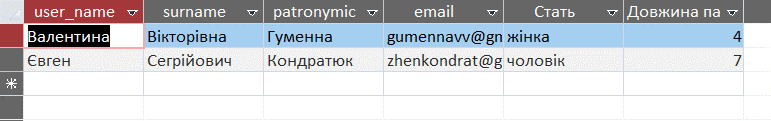 user_name surname patronymic email Стать Довжина па
Валентина Вікторівна Гуменна gumennavv@gn жінка 4
Євген Сегрійович Кондратюк zhenkondrat@g чоловік 7